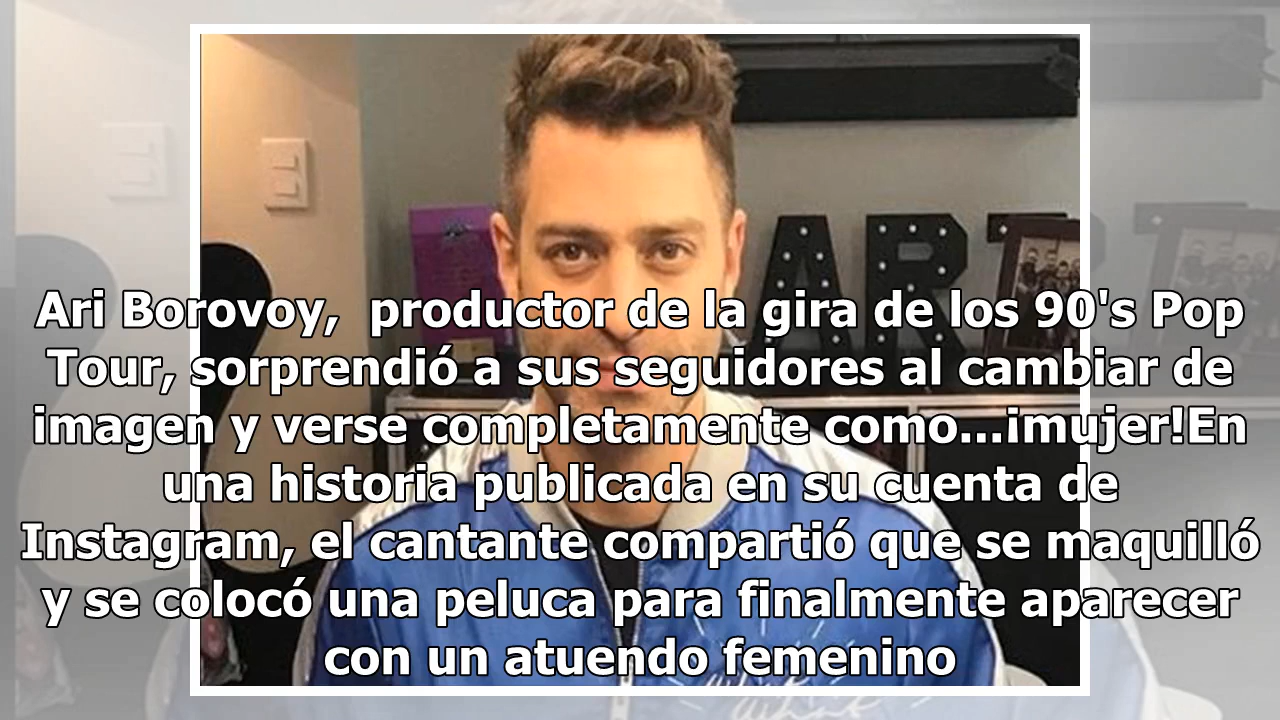 ART
Ari Borovoy,  productor de la gira de los 90's Pop
Tour, sorprendió a sus seguidores al cambiar de
imagen y verse completamente como...¡mujer!En
una historia publicada en su cuenta de
Instagram, el cantante compartió que se maquilló
y se colocó una peluca para finalmente aparecer
con un atuendo femenino